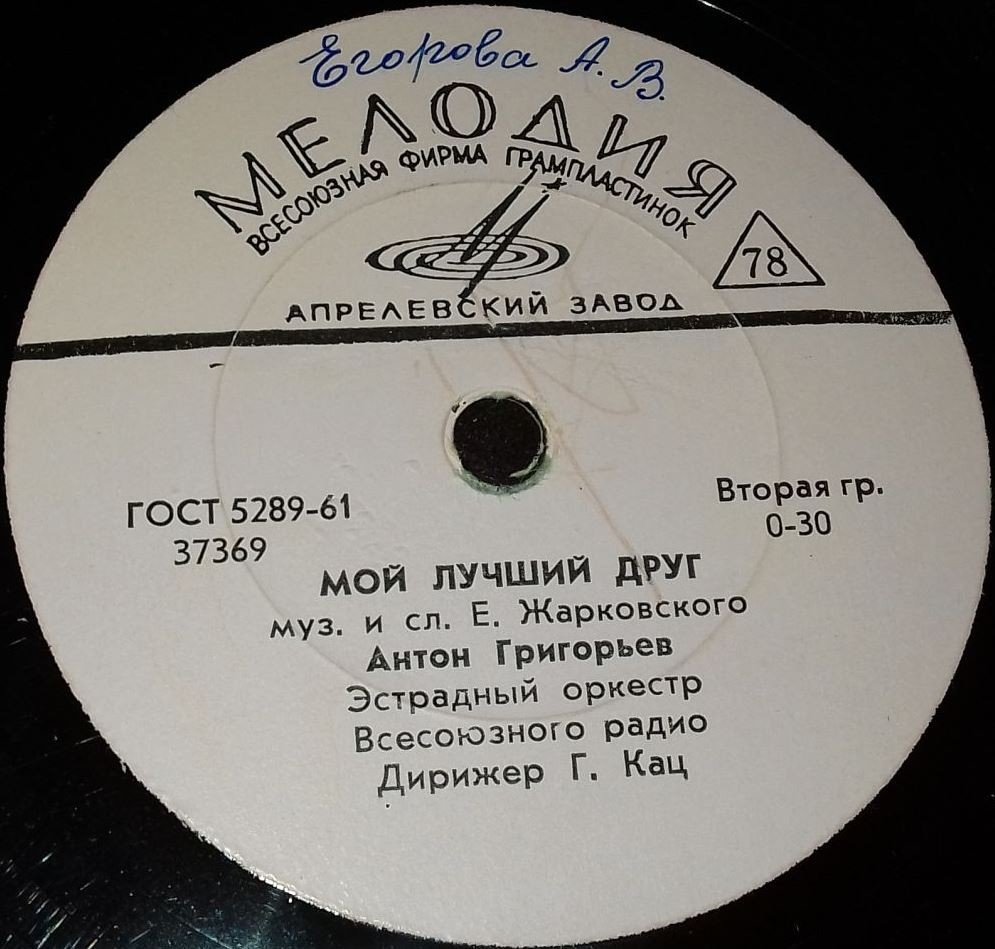 Егорова А. В.
МЕЛОДИЯ
ВСЕСОЮЗНАЯ ФИРМА ГРАМПЛАСТИНОК
78
АПРЕЛЕВСКИЙ ЗАВОД
ГОСТ 5289-61
37369
Вторая гр.
0-30
МОЙ ЛУЧШИЙ ДРУГ
муз. и сл. Е. Жарковского
Антон Григорьев
Эстрадный оркестр
Всесоюзного радио
Дирижер Г. Кац